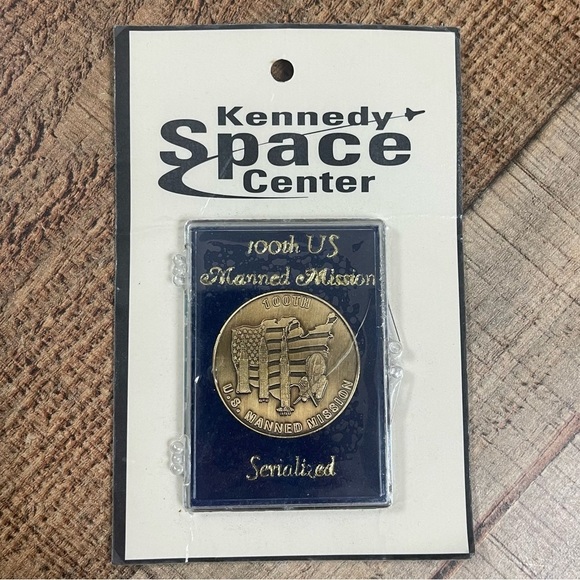 Kennedy
Space
Center
100th US
Manned Mission
100TH
U.S. MANNED MISSION
Serialized